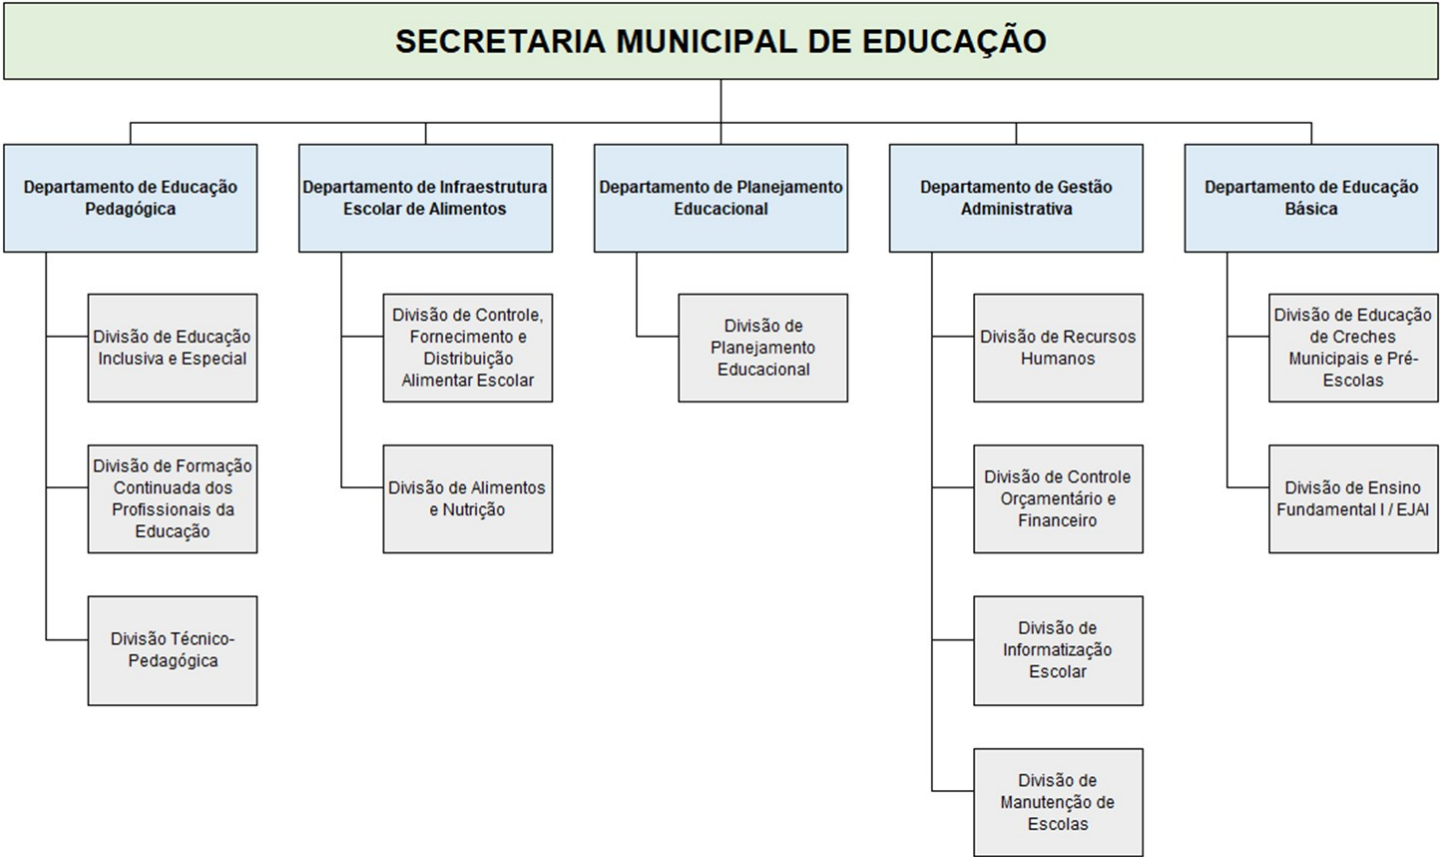 SECRETARIA MUNICIPAL DE EDUCAÇÃO
Departamento de Educação
Pedagógica
Divisão de Educação
Inclusiva e Especial
Divisão de Formação
Continuada dos
Profissionais da
Educação
Divisão Técnico-
Pedagógica
Departamento de Infraestrutura
Escolar de Alimentos
Divisão de Controle,
Fornecimento e
Distribuição
Alimentar Escolar
Divisão de Alimentos
e Nutrição
Departamento de Planejamento
Educacional
Divisão de
Planejamento
Educacional
Departamento de Gestão
Administrativa
Divisão de Recursos
Humanos
Divisão de Controle
Orçamentário e
Financeiro
Divisão de
Informatização
Escolar
Divisão de
Manutenção de
Escolas
Departamento de Educação
Básica
Divisão de Educação
de Creches
Municipais e Pré-
Escolas
Divisão de Ensino
Fundamental I / EJAI